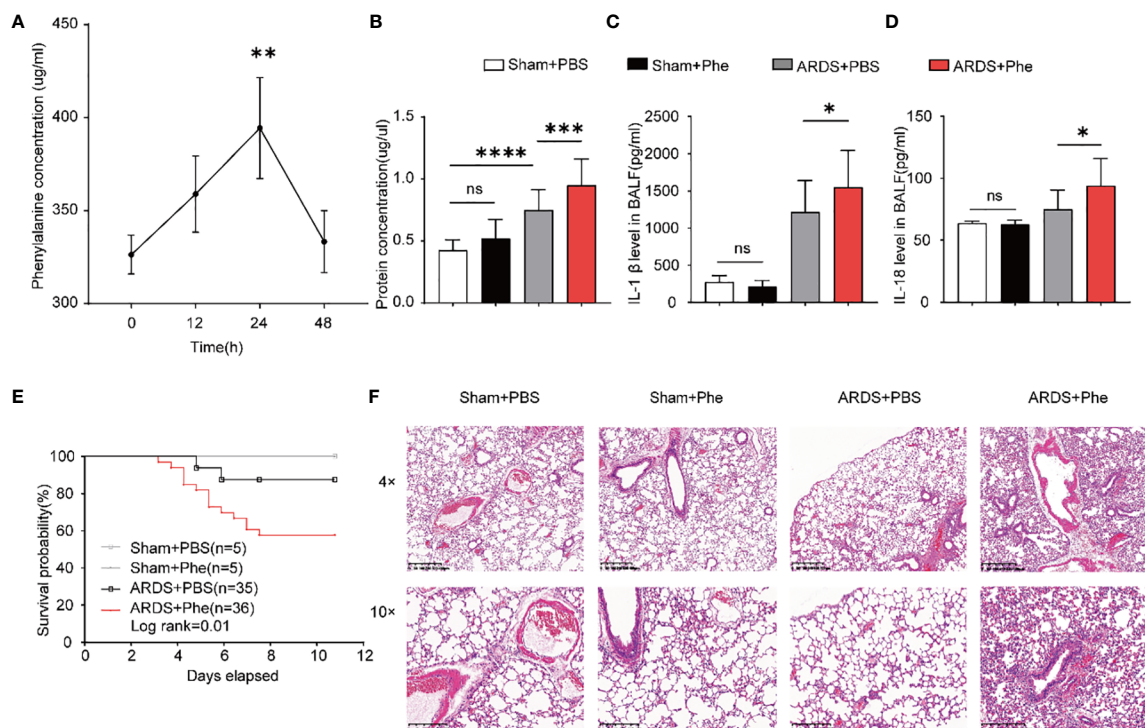 A
Phenylalanine concentration (ug/ml)
450
400
350
300
**
0 12 24 48
Time(h)
Sham+PBS Sham+Phe ARDS+PBS ARDS+Phe
B
Protein concentration(ug/ul)
1.5
1.0
0.5
0.0
ns
****
***
C
IL-1 β level in BALF(pg/ml)
2500
2000
1500
1000
500
0
ns
*
D
IL-18 level in BALF(pg/ml)
150
100
50
0
ns
*
E
Survival probability(%)
100
80
60
40
20
0
Sham+PBS(n=5)
Sham+Phe(n=5)
ARDS+PBS(n=35)
ARDS+Phe(n=36)
Log rank=0.01
0 2 4 6 8 10 12
Days elapsed
F
Sham+PBS Sham+Phe ARDS+PBS ARDS+Phe
4×
10×